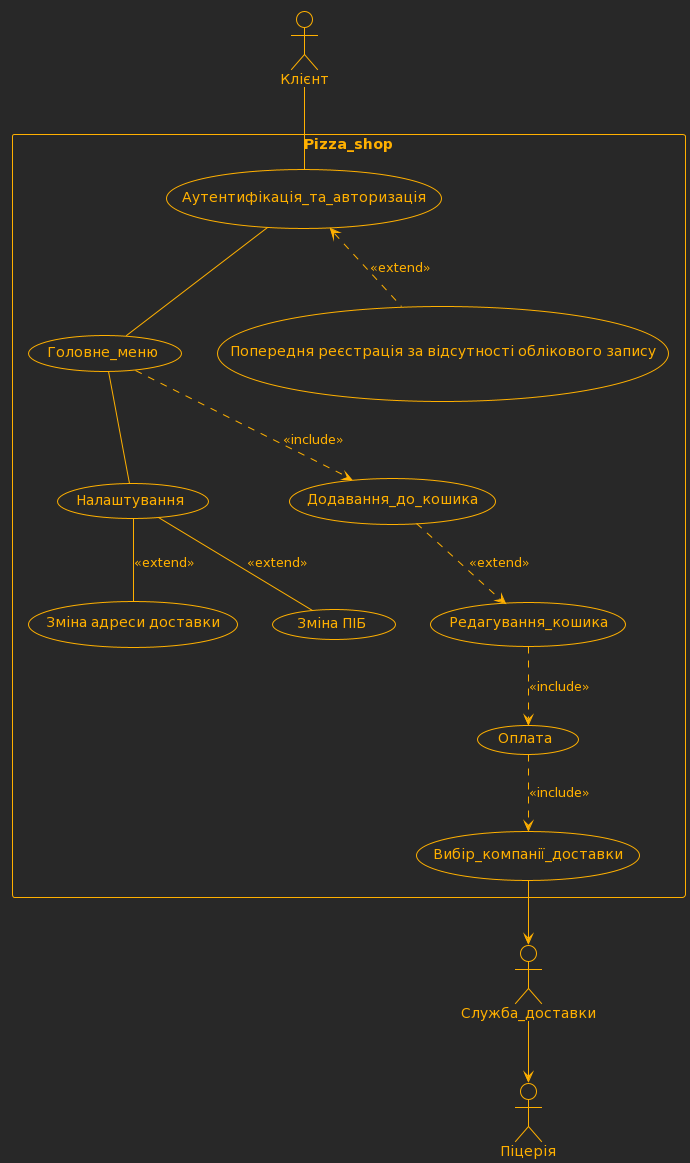 Клієнт
Pizza_shop
Аутентифікація_та_авторизація
«extend»
Попередня реєстрація за відсутності облікового запису
Головне_меню
«include»
Налаштування
Додавання_до_кошика
«extend»
«extend»
«extend»
Зміна адреси доставки
Зміна ПІБ
Редагування_кошика
«include»
Оплата
«include»
Вибір_компанії_доставки
Служба_доставки
Піцерія